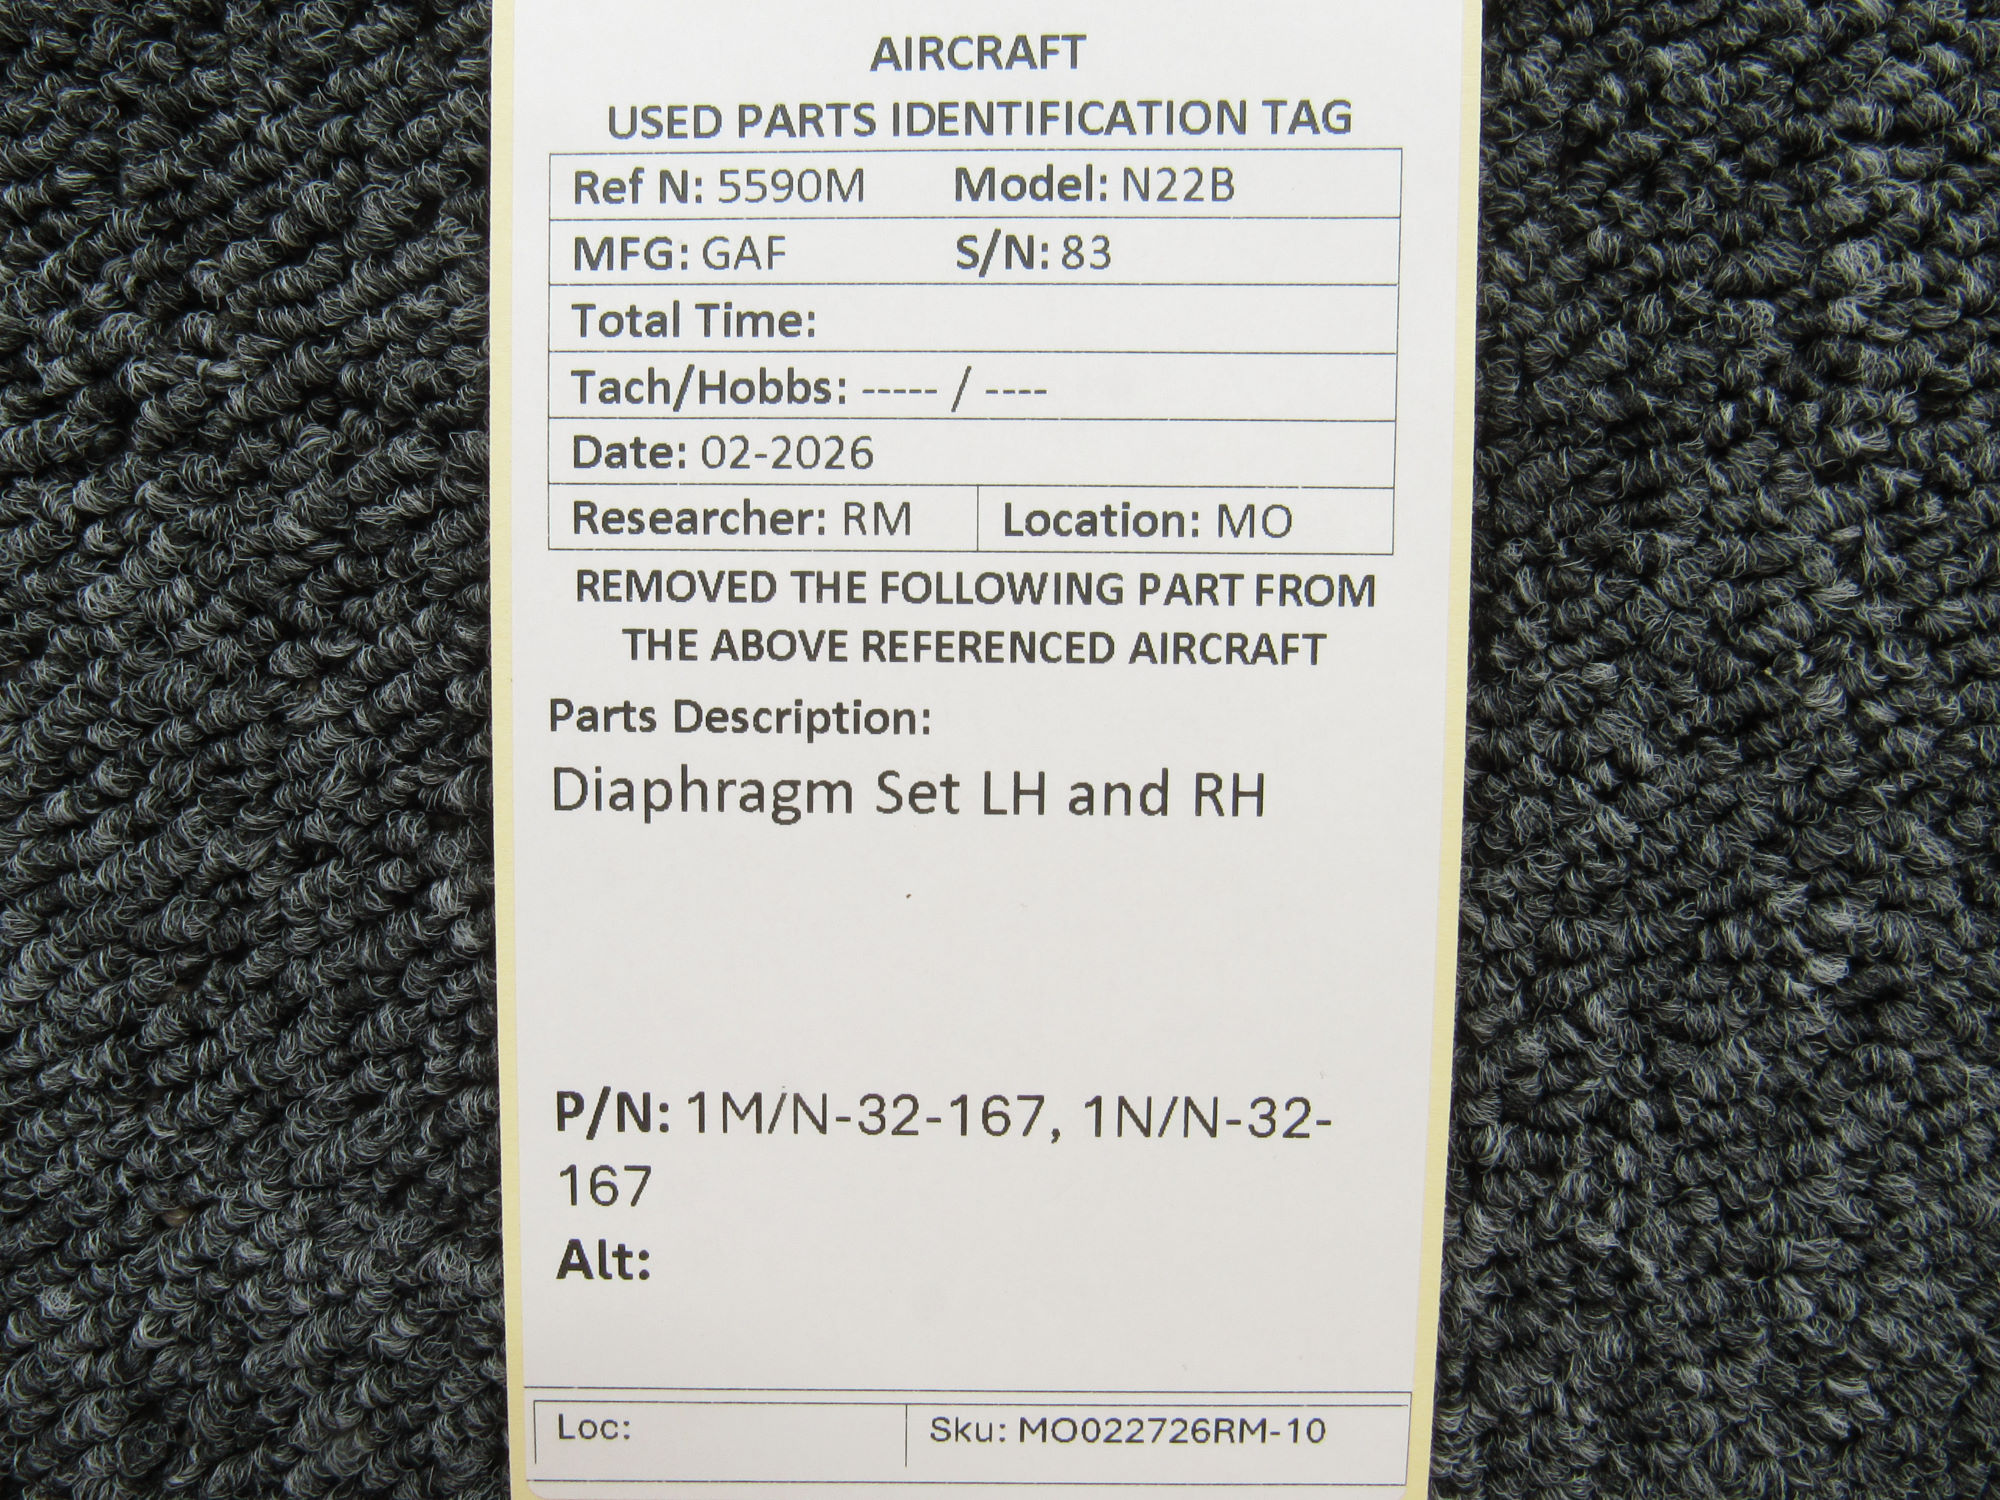 AIRCRAFT
USED PARTS IDENTIFICATION TAG
Ref N: 5590M Model: N22B
MFG: GAF S/N: 83
Total Time:
Tach/Hobbs: ----- / ----
Date: 02-2026
Researcher: RM Location: MO
REMOVED THE FOLLOWING PART FROM
THE ABOVE REFERENCED AIRCRAFT
Parts Description:
Diaphragm Set LH and RH
P/N: 1M/N-32-167, 1N/N-32-
167
Alt:
Loc: Sku: MO022726RM-10